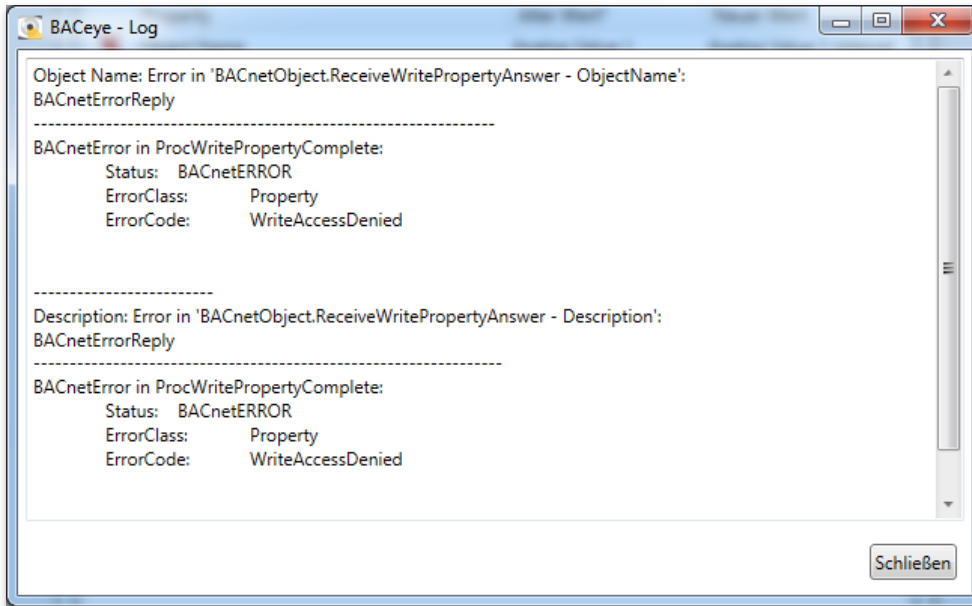 BACeye - Log
Object Name: Error in 'BACnetObject.ReceiveWritePropertyAnswer - ObjectName':
BACnetErrorReply
----------------------------------------------------------------
BACnetError in ProcWritePropertyComplete:
Status: BACnetERROR
ErrorClass: Property
ErrorCode: WriteAccessDenied
-------------------------
Description: Error in 'BACnetObject.ReceiveWritePropertyAnswer - Description':
BACnetErrorReply
-----------------------------------------------------------------
BACnetError in ProcWritePropertyComplete:
Status: BACnetERROR
ErrorClass: Property
ErrorCode: WriteAccessDenied
Schließen